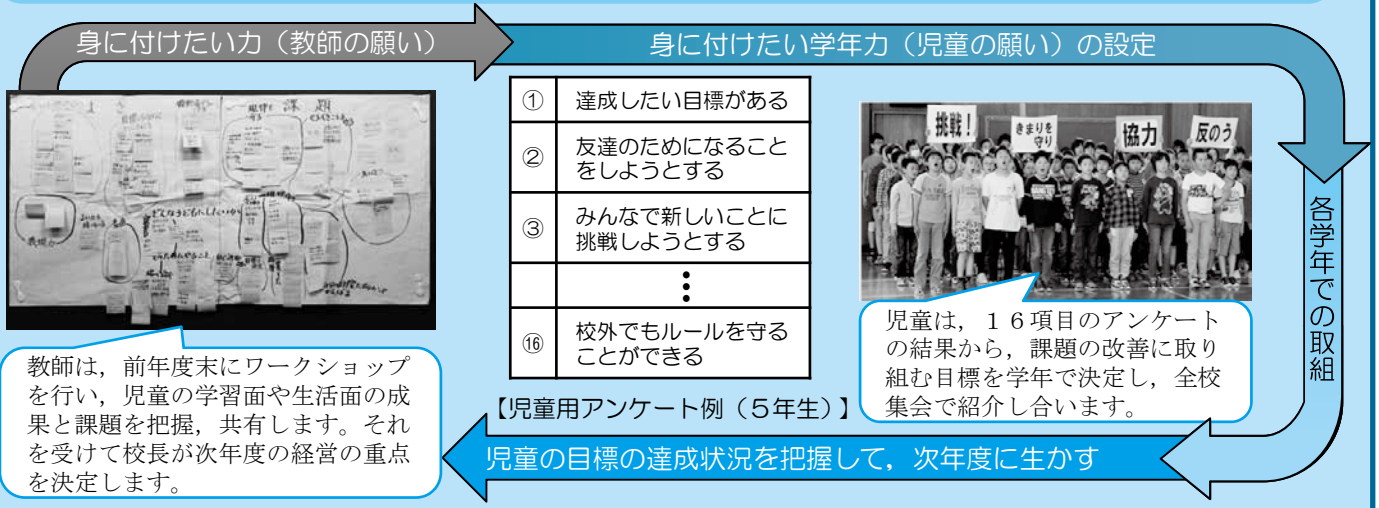 身に付けたい力（教師の願い）
身に付けたい学年力（児童の願い）の設定
① 達成したい目標がある
② 友達のためになること
をしようとする
③ みんなで新しいことに
挑戦しようとする
⋮
⑯ 校外でもルールを守る
ことができる
【児童用アンケート例（５年生）】
課題
挑戦！
きまりを
守り
協力
反のう
各学年での取組
教師は，前年度末にワークショップ
を行い，児童の学習面や生活面の成
果と課題を把握，共有します。それ
を受けて校長が次年度の経営の重点
を決定します。
児童は，１６項目のアンケート
の結果から，課題の改善に取り
組む目標を学年で決定し，全校
集会で紹介し合います。
児童の目標の達成状況を把握して，次年度に生かす